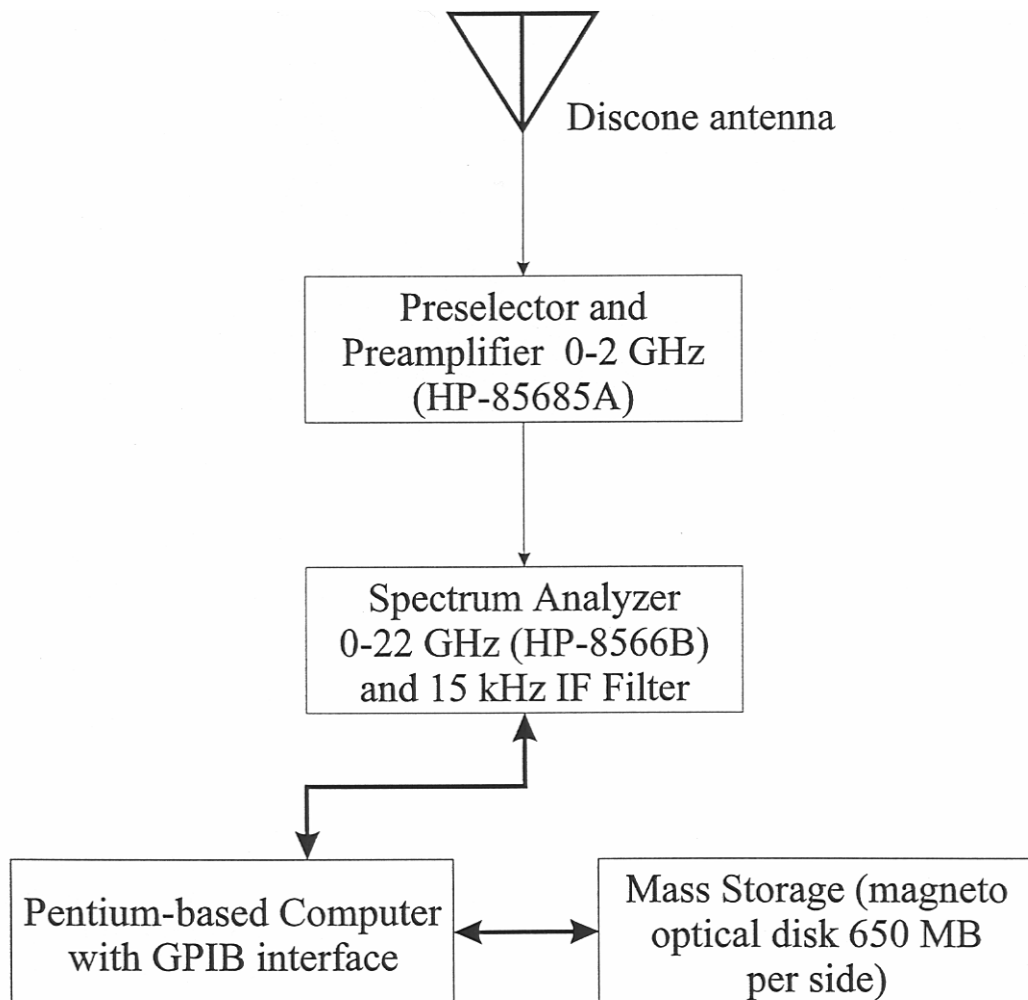 Discone antenna
Preselector and
Preamplifier 0-2 GHz
(HP-85685A)
Spectrum Analyzer
0-22 GHz (HP-8566B)
and 15 kHz IF Filter
Pentium-based Computer
with GPIB interface
Mass Storage (magneto
optical disk 650 MB
per side)